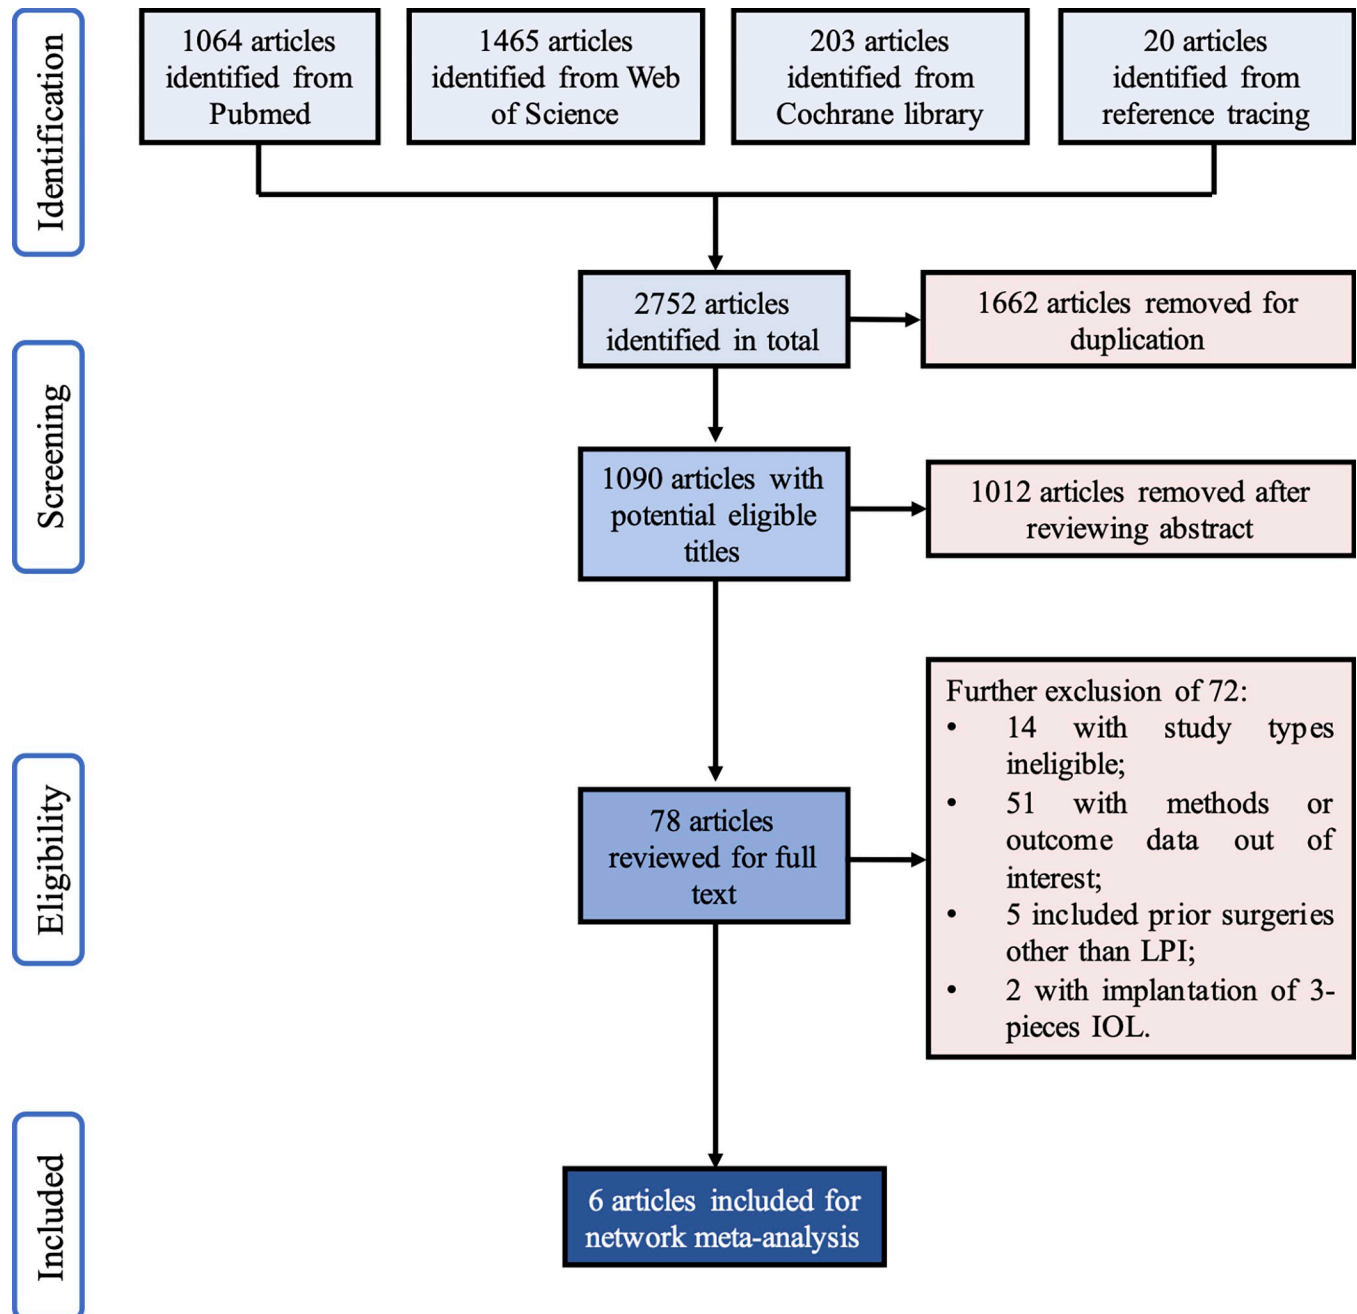 Identification
1064 articles
identified from
Pubmed
1465 articles
identified from Web
of Science
203 articles
identified from
Cochrane library
20 articles
identified from
reference tracing
Screening
2752 articles
identified in total
1662 articles removed for
duplication
1090 articles with
potential eligible
titles
1012 articles removed after
reviewing abstract
Eligibility
78 articles
reviewed for full
text
Further exclusion of 72:
• 14 with study types
ineligible;
• 51 with methods or
outcome data out of
interest;
• 5 included prior surgeries
other than LPI;
• 2 with implantation of 3-
pieces IOL.
Included
6 articles included for
network meta-analysis